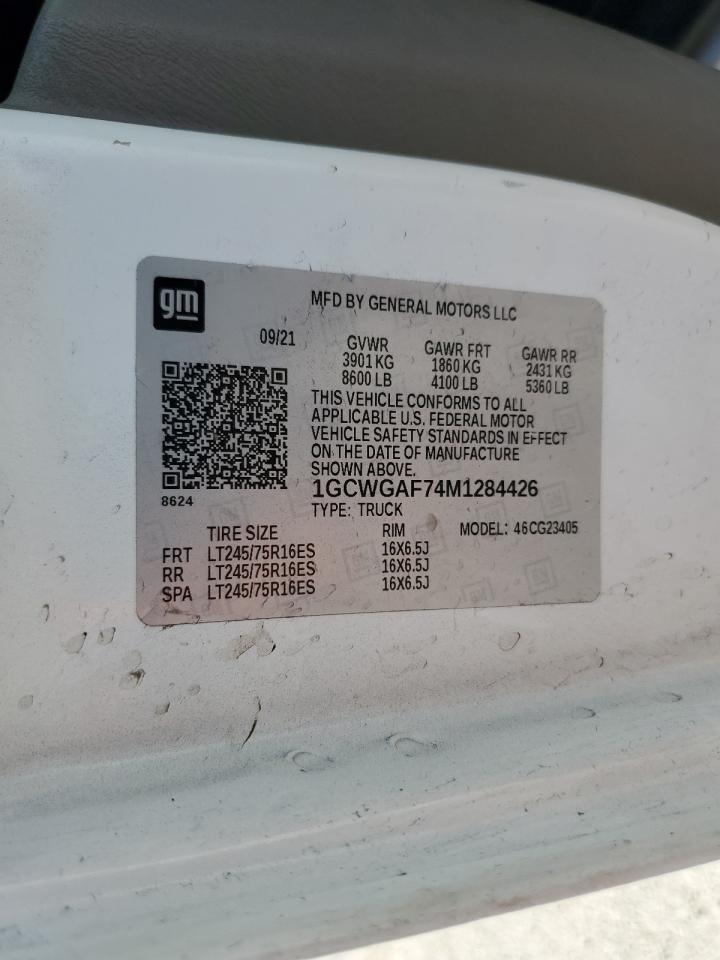 gm
MFD BY GENERAL MOTORS LLC
09/21
GVWR GAWR FRT GAWR RR
3901 KG 1860 KG 2431 KG
8600 LB 4100 LB 5360 LB
THIS VEHICLE CONFORMS TO ALL
APPLICABLE U.S. FEDERAL MOTOR
VEHICLE SAFETY STANDARDS IN EFFECT
ON THE DATE OF MANUFACTURE
SHOWN ABOVE.
8624
1GCWGAF74M1284426
TYPE: TRUCK
TIRE SIZE RIM MODEL: 46CG23405
FRT LT245/75R16ES 16X6.5J
RR LT245/75R16ES 16X6.5J
SPA LT245/75R16ES 16X6.5J